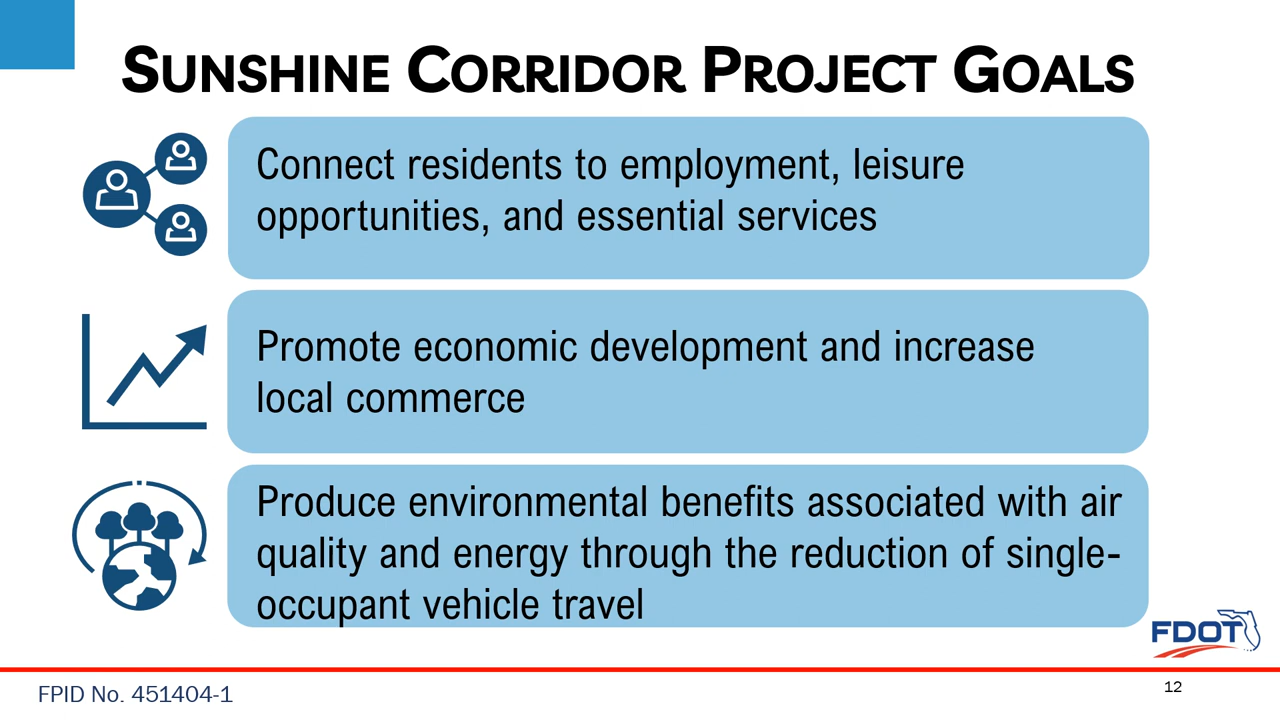 SUNSHINE CORRIDOR PROJECT GOALS
Connect residents to employment, leisure
opportunities, and essential services
Promote economic development and increase
local commerce
Produce environmental benefits associated with air
quality and energy through the reduction of single-
occupant vehicle travel
FDOT
FPID No. 451404-1
12